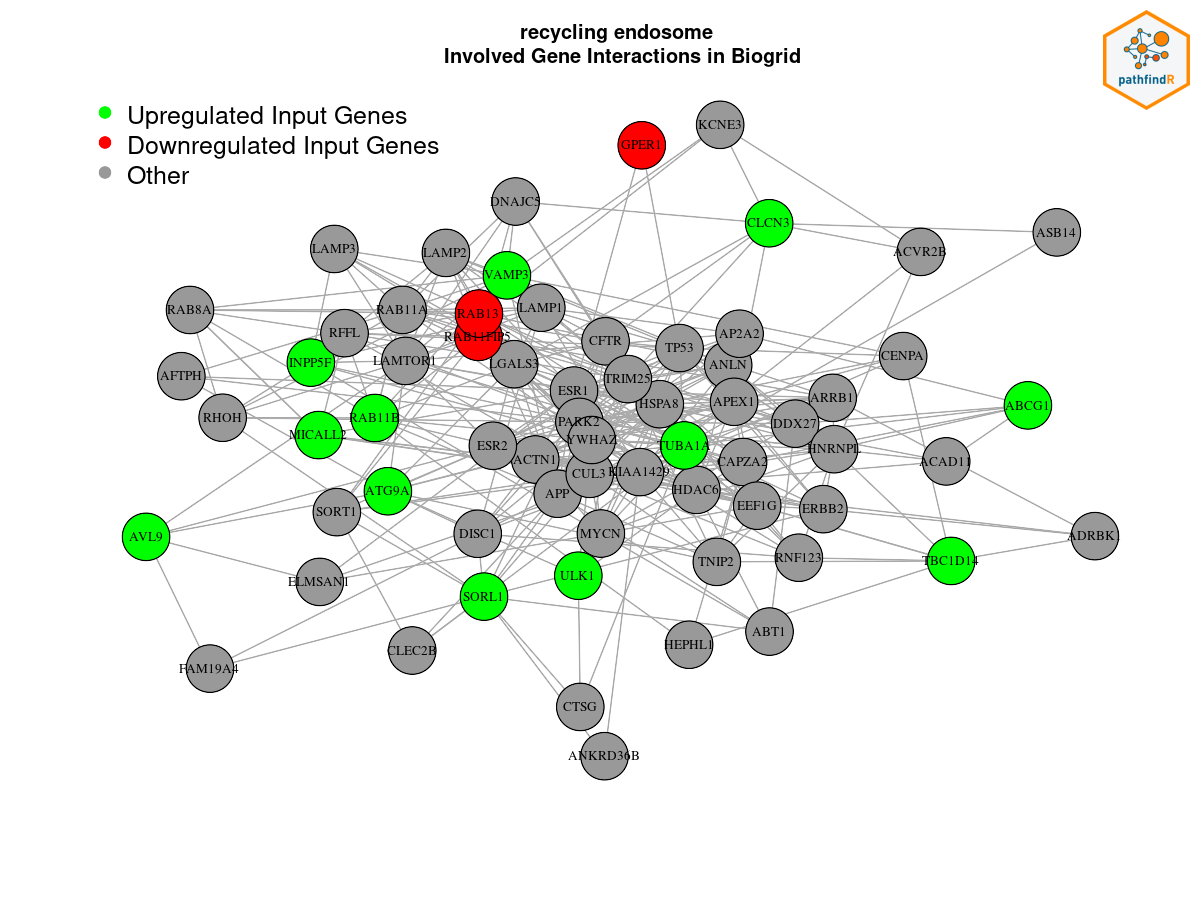 recycling endosome
Involved Gene Interactions in Biogrid
pathfindR
Upregulated Input Genes
Downregulated Input Genes
Other
KCNE3
GPER1
DNAJC5
CLCN3
ASB14
LAMP3
LAMP2
ACVR2B
VAMP3
RAB8A
RAB11A
LAMP1
RAB13
RFFL
RAB11FIP5
CFTR
TP53
AP2A2
CENPA
INPP5F
LAMTOR1
LGALS3
ANLN
AFTPH
TRIM25
ESR1
HSPA8
APEX1
ARRB1
ABCG1
RHOH
RAB11B
PARK2
DDX27
MICALL2
YWHAZ
ESR2
TUBA1A
HNRNPL
ACTN1
CUL3
KIAA1429
CAPZA2
ACAD11
ATG9A
APP
HDAC6
SORT1
EEF1G
ERBB2
AVL9
DISC1
MYCN
ADRBK1
RNF123
TNIP2
TBC1D14
ELMSAN1
ULK1
SORL1
ABT1
HEPHL1
CLEC2B
FAM19A4
CTSG
ANKRD36B